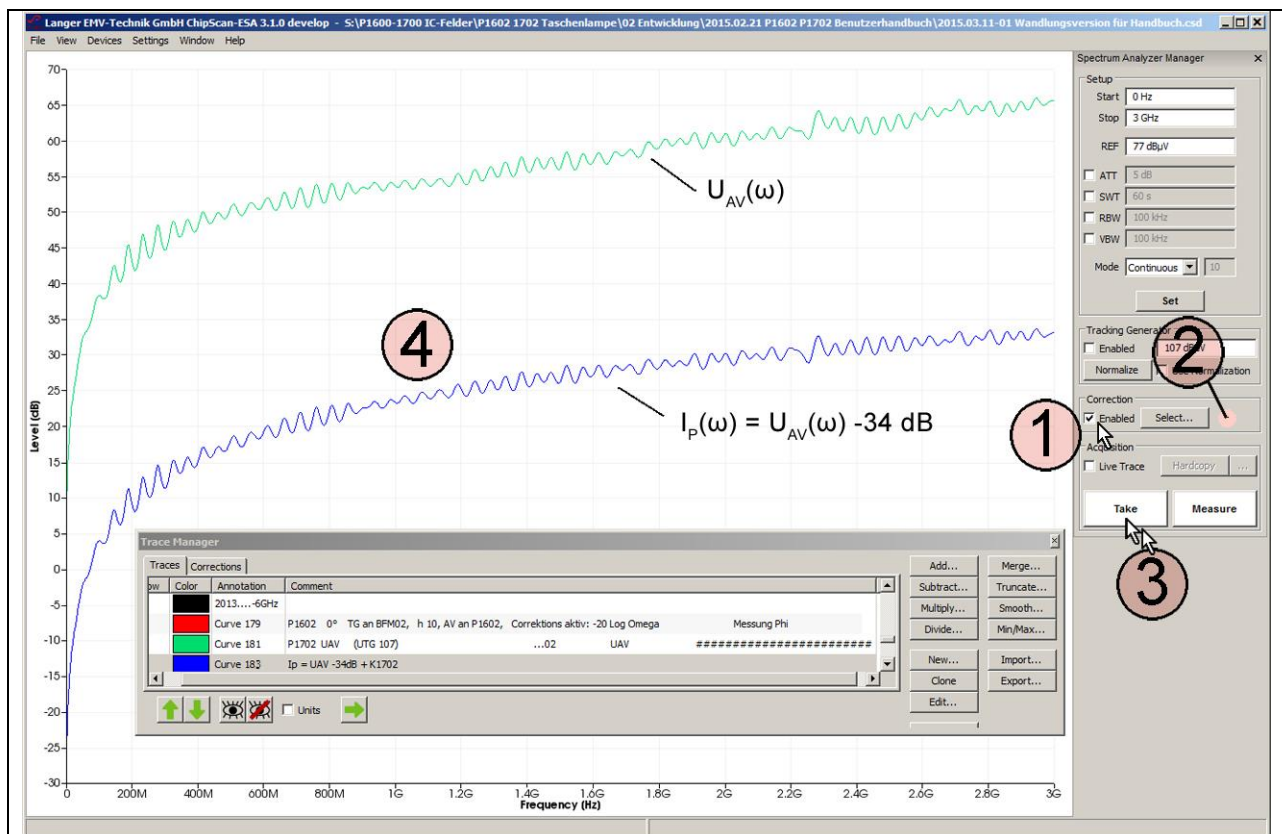 Langer EMV-Technik GmbH ChipScan-ESA 3.1.0 develop - S:\P1600-1700 IC-Felder\P1602 1702 Taschenlampe\02 Entwicklung\2015.02.21 P1602 P1702 Benutzerhandbuch\2015.03.11-01 Wandlungsversion für Handbuch.csd
File View Devices Settings Window Help
70
65
60
55
50
45
40
35
30
25
20
15
10
5
0
-5
-10
-15
-20
-25
-30
Level (dB)
U_AV(ω)
4
I_P(ω) = U_AV(ω) -34 dB
0 200M 400M 600M 800M 1G 1.2G 1.4G 1.6G 1.8G 2G 2.2G 2.4G 2.6G 2.8G 3G
Frequency (Hz)
Trace Manager
Traces Corrections
ow Color Annotation Comment
2013....-6GHz
Curve 179 P1602 0° TG an BFM02, h 10, AV an P1602, Correktions aktiv: -20 Log Omega Messung Phi
Curve 181 P1702 UAV (UTG 107) ...02 UAV ########################
Curve 183 Ip = UAV -34dB + K1702
Units
Add... Merge...
Subtract... Truncate...
Multiply... Smooth...
Divide... Min/Max...
New... Import...
Clone Export...
Edit...
Spectrum Analyzer Manager
Setup
Start 0 Hz
Stop 3 GHz
REF 77 dBµV
ATT 5 dB
SWT 60 s
RBW 100 kHz
VBW 100 kHz
Mode Continuous 10
Set
Tracking Generator
Enabled 107
Normalize
2
Correction
Enabled Select...
1
Acquisition
Live Trace Hardcopy ...
Take Measure
3